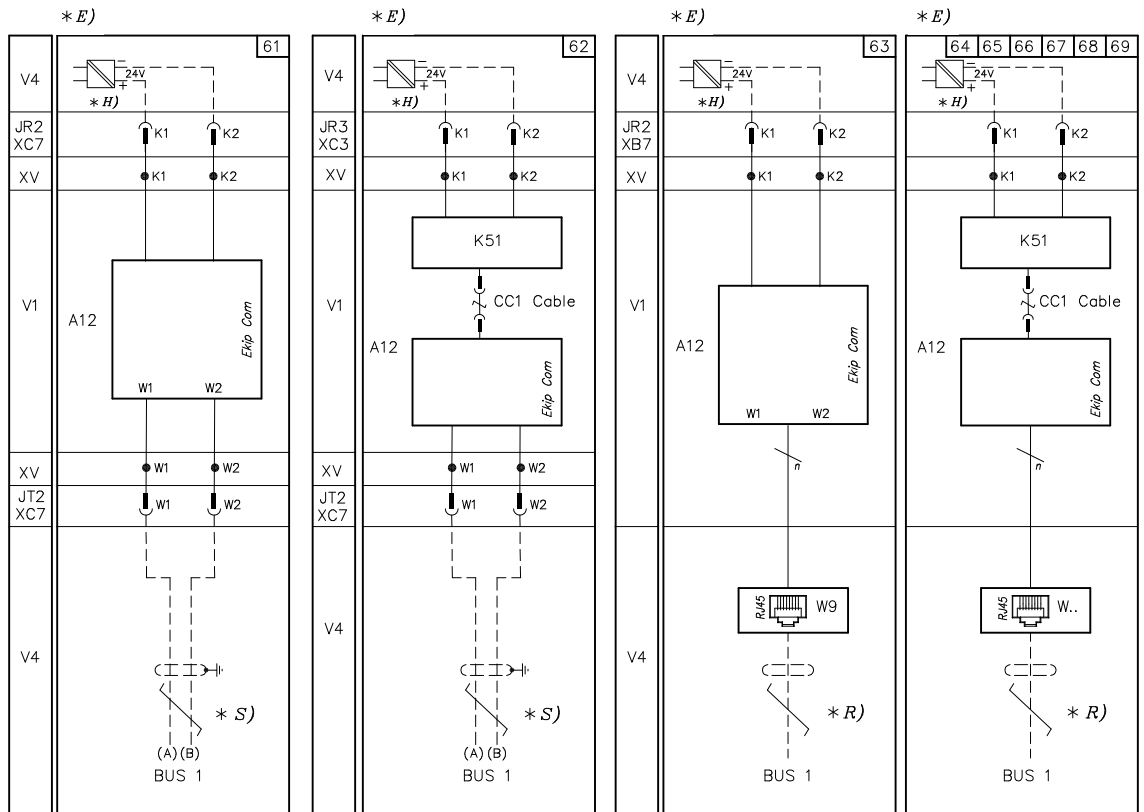 * E)
61
V4
24V
−
+
* H)
JR2
XC7
K1
K2
XV
K1
K2
V1
A12
Ekip Com
W1
W2
XV
W1
W2
JT2
XC7
W1
W2
V4
* S)
(A) (B)
BUS 1
* E)
62
V4
24V
−
+
* H)
JR3
XC3
K1
K2
XV
K1
K2
K51
V1
CC1 Cable
A12
Ekip Com
XV
W1
W2
JT2
XC7
W1
W2
V4
* S)
(A) (B)
BUS 1
* E)
63
V4
24V
−
+
* H)
JR2
XB7
K1
K2
XV
K1
K2
V1
A12
Ekip Com
W1
W2
n
RJ45
W9
V4
* R)
BUS 1
* E)
64 65 66 67 68 69
24V
−
+
* H)
K1
K2
K1
K2
K51
CC1 Cable
A12
Ekip Com
n
RJ45
W..
* R)
BUS 1